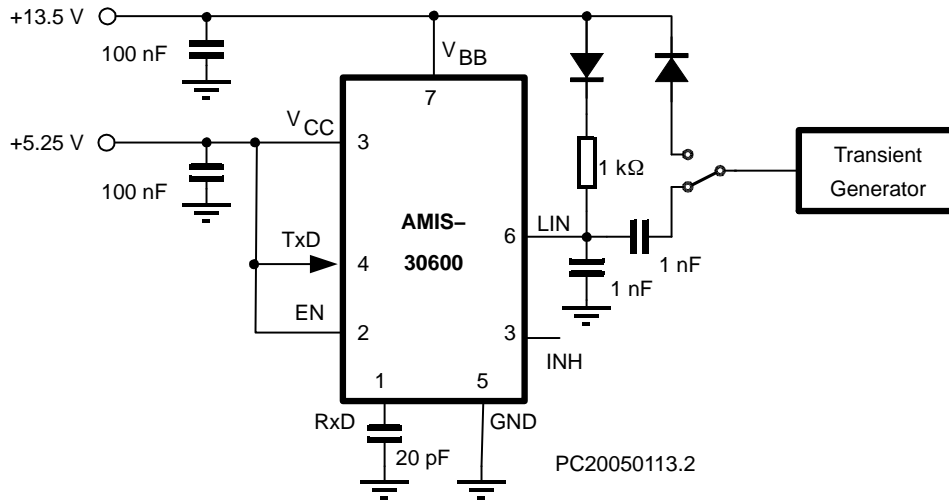 +13.5 V
100 nF
V BB
7
+5.25 V
V CC
3
100 nF
1 kΩ
Transient
Generator
AMIS–
30600
TxD
4
6
LIN
1 nF
1 nF
EN
2
3
INH
1
5
RxD
GND
20 pF
PC20050113.2